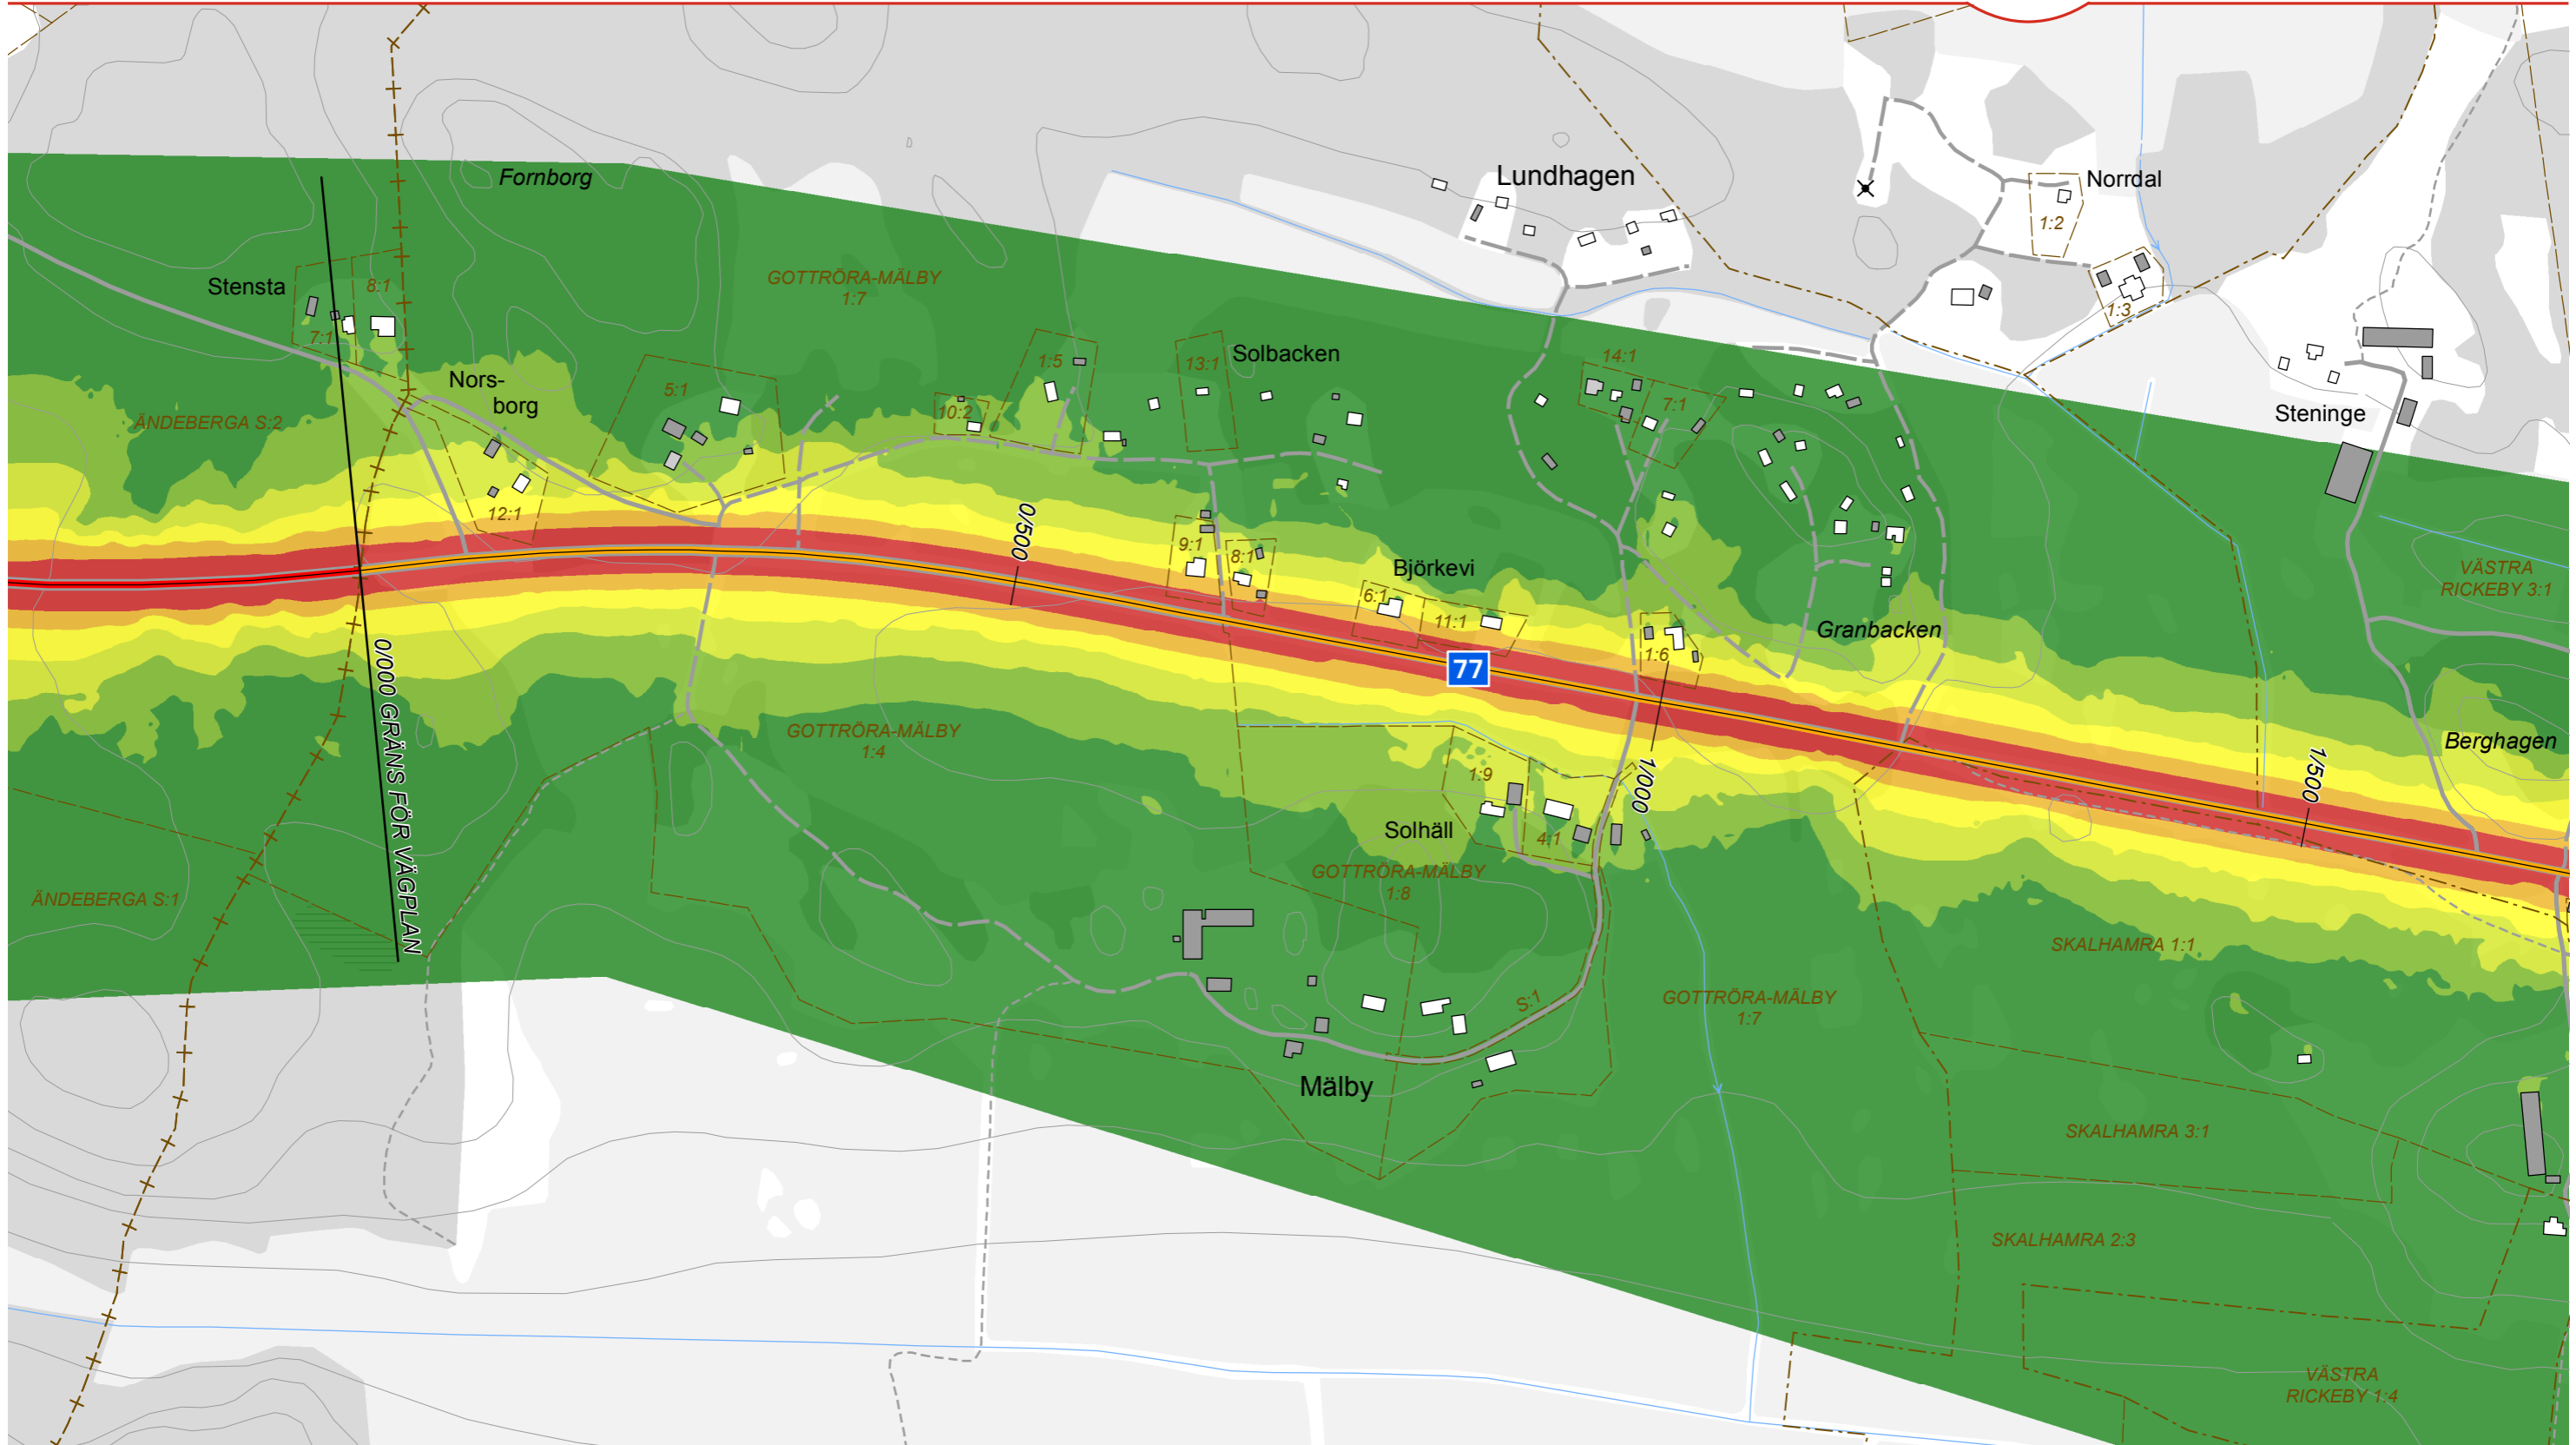 Fornborg
Lundhagen
Norrdal
1:2
Stensta
8:1
GOTTRÖRA-MÄLBY
1:7
1:3
7:1
Solbacken
14:1
1:5
13:1
Nors-
borg
5:1
10:2
7:1
Steninge
ÄNDEBERGA S:2
12:1
0/500
9:1
8:1
Björkevi
6:1
11:1
VÄSTRA
RICKEBY 3:1
Granbacken
1:6
77
0/000 GRÄNS FÖR VÄGPLAN
GOTTRÖRA-MÄLBY
1:4
Berghagen
1:9
1/000
1/500
Solhäll
4:1
GOTTRÖRA-MÄLBY
1:8
ÄNDEBERGA S:1
SKALHAMRA 1:1
S:1
GOTTRÖRA-MÄLBY
1:7
Mälby
SKALHAMRA 3:1
SKALHAMRA 2:3
VÄSTRA
RICKEBY 1:4